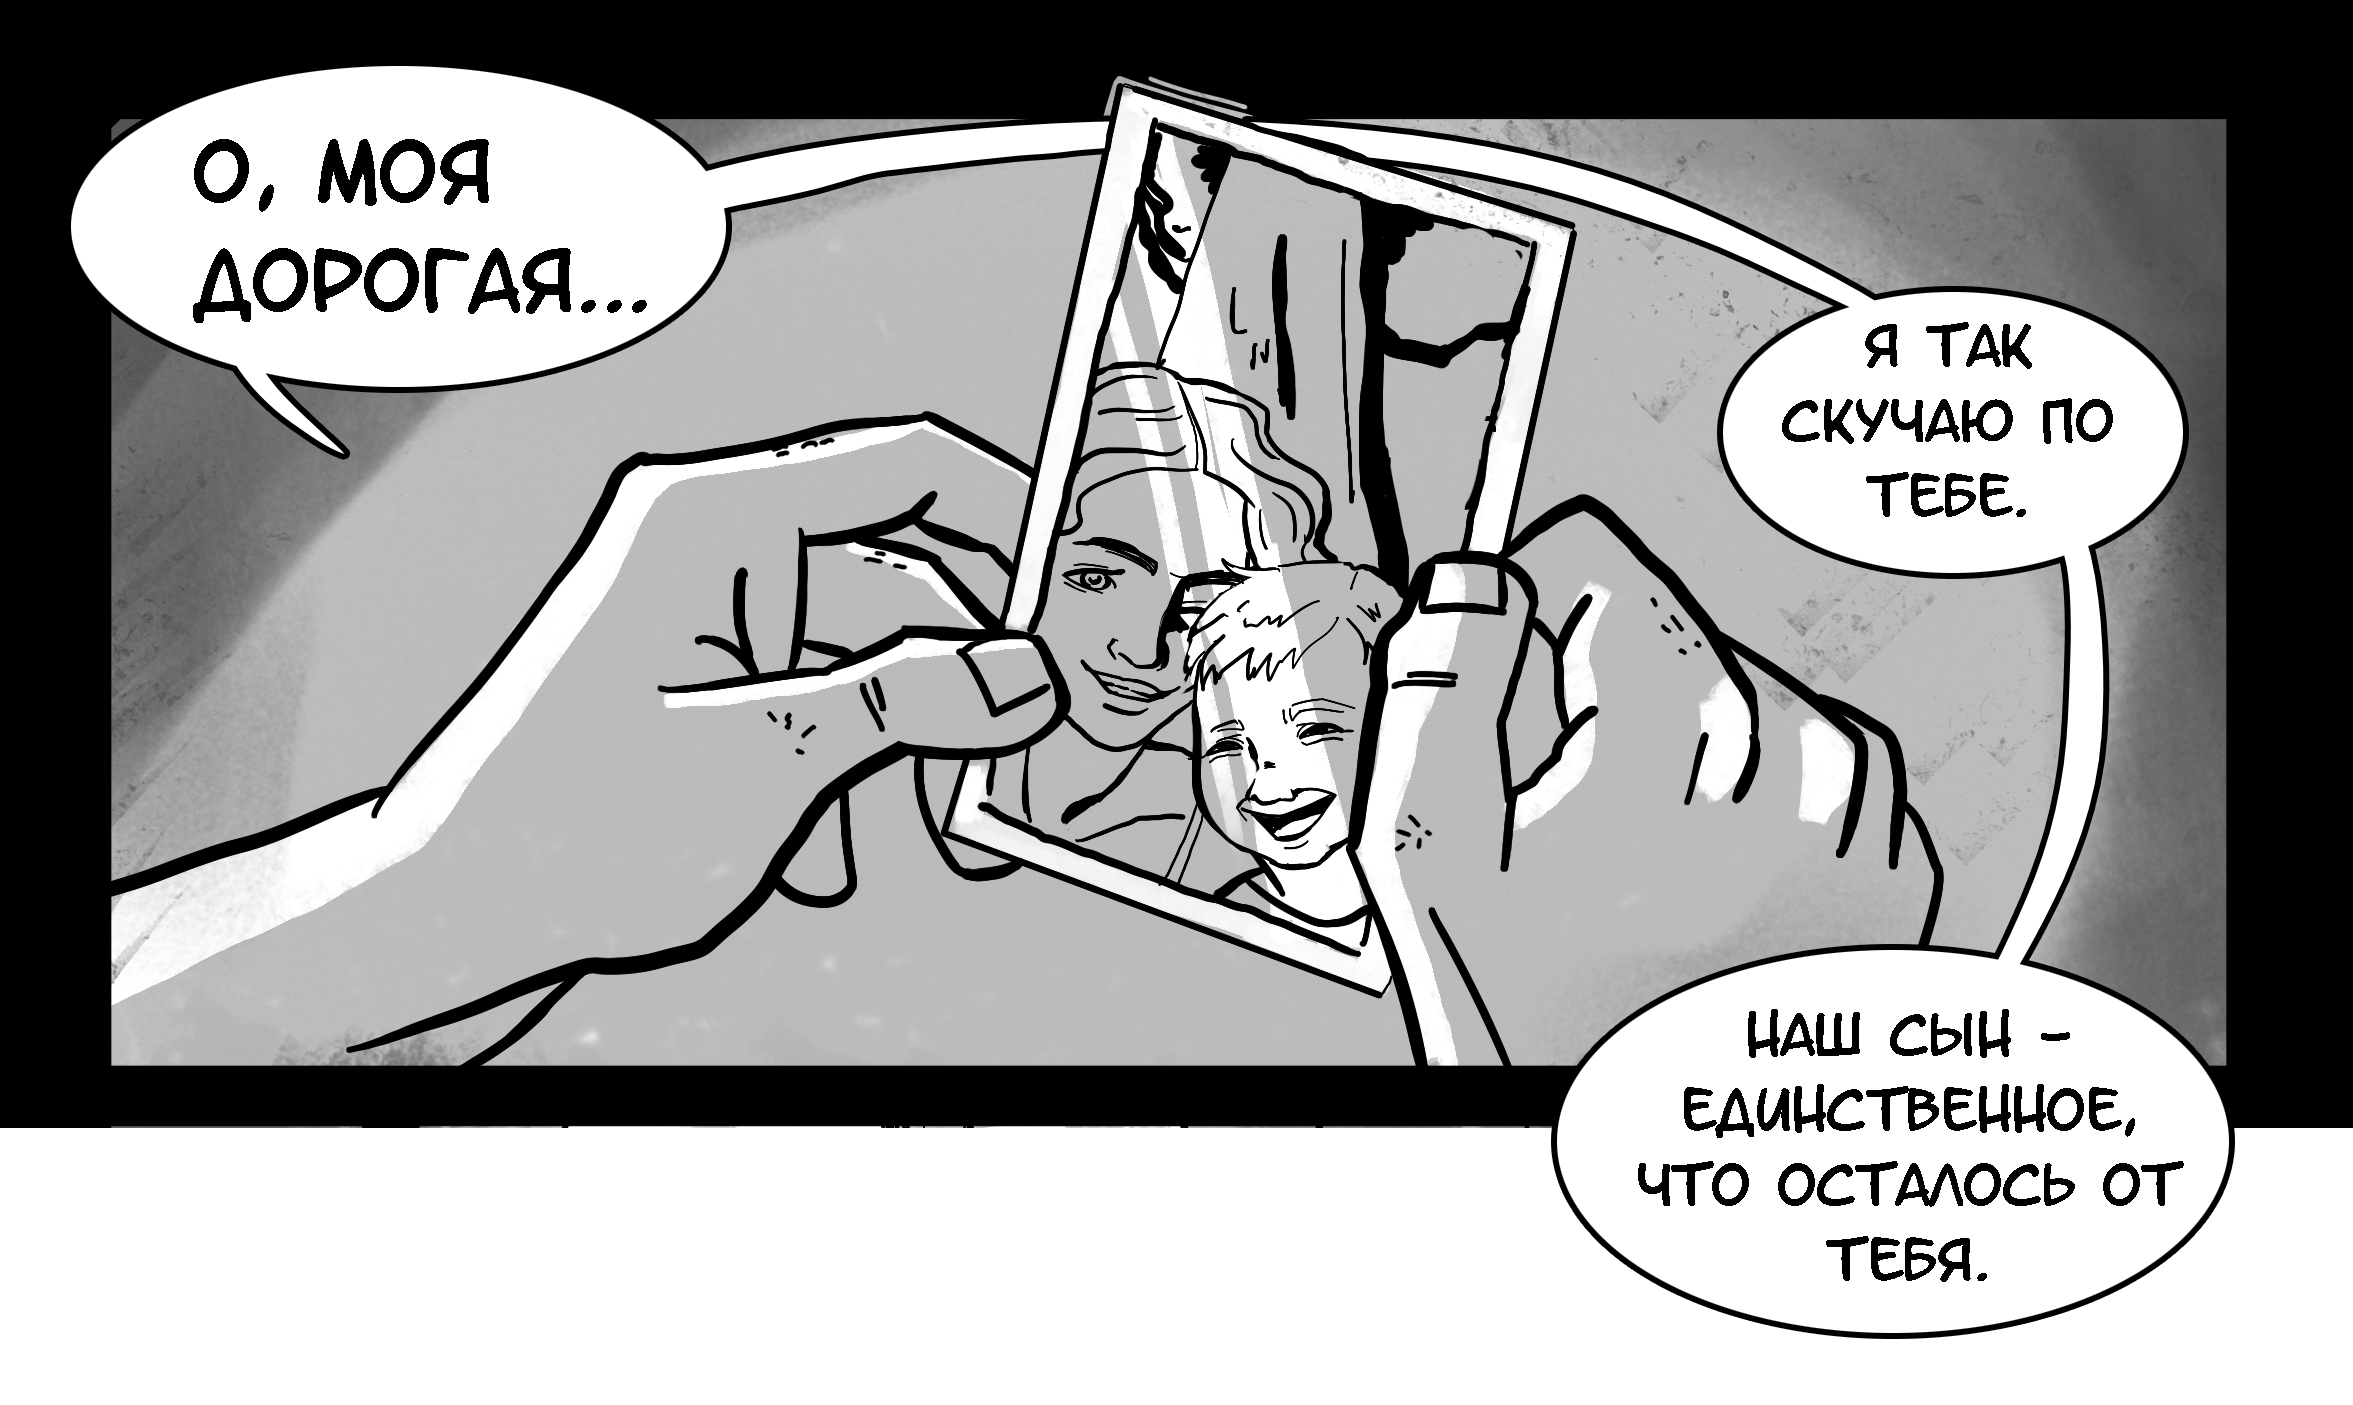 О, МОЯ
ДОРОГАЯ...
Я ТАК
СКУЧАЮ ПО
ТЕБЕ.
НАШ СЫН -
ЕДИНСТВЕННОЕ,
ЧТО ОСТАЛОСЬ ОТ
ТЕБЯ.